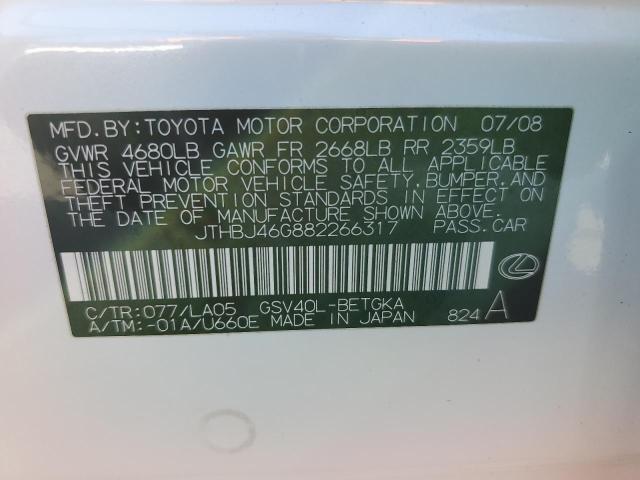 MFD.BY:TOYOTA MOTOR CORPORATION 07/08
GVWR 4680LB GAWR FR 2668LB RR 2359LB
THIS VEHICLE CONFORMS TO ALL APPLICABLE
FEDERAL MOTOR VEHICLE SAFETY,BUMPER,AND
THEFT PREVENTION STANDARDS IN EFFECT ON
THE DATE OF MANUFACTURE SHOWN ABOVE.
JTHBJ46G882266317 PASS.CAR
C/TR:077/LA05 GSV40L-BETGKA
A/TM:-01A/U660E MADE IN JAPAN 824 A